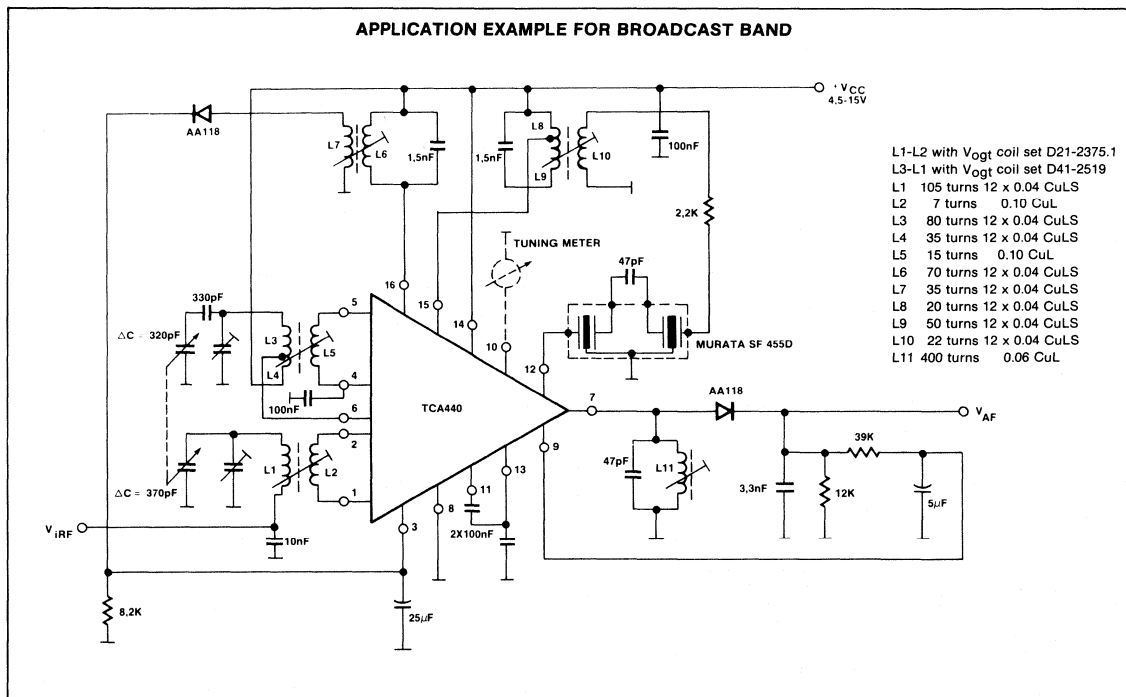 APPLICATION EXAMPLE FOR BROADCAST BAND
+ VCC
4,5-15V
AA118
L7
L6
1,5nF
1,5nF
L8
L9
L10
100nF
2,2K
TUNING METER
47pF
MURATA SF 455D
L1-L2 with Vogt coil set D21-2375.1
L3-L1 with Vogt coil set D41-2519
L1 105 turns 12 x 0.04 CuLS
L2 7 turns 0.10 CuL
L3 80 turns 12 x 0.04 CuLS
L4 35 turns 12 x 0.04 CuLS
L5 15 turns 0.10 CuL
L6 70 turns 12 x 0.04 CuLS
L7 35 turns 12 x 0.04 CuLS
L8 20 turns 12 x 0.04 CuLS
L9 50 turns 12 x 0.04 CuLS
L10 22 turns 12 x 0.04 CuLS
L11 400 turns 0.06 CuL
330pF
ΔC = 320pF
L3
L4
L5
100nF
5
4
6
2
1
16
15
14
10
12
TCA440
7
9
13
11
8
3
ΔC = 370pF
L1
L2
ViRF
10nF
2X100nF
8,2K
25μF
AA118
VAF
47pF
L11
3,3nF
12K
39K
5μF